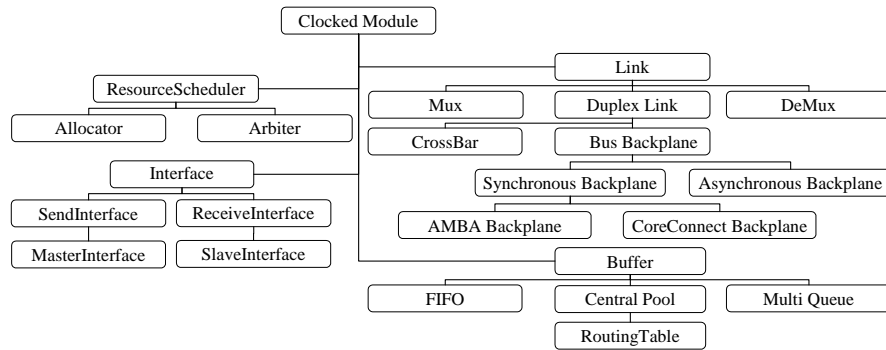 Clocked Module
Link
ResourceScheduler
Mux
Duplex Link
DeMux
Allocator
Arbiter
CrossBar
Bus Backplane
Interface
Synchronous Backplane
Asynchronous Backplane
SendInterface
ReceiveInterface
AMBA Backplane
CoreConnect Backplane
MasterInterface
SlaveInterface
Buffer
FIFO
Central Pool
Multi Queue
RoutingTable